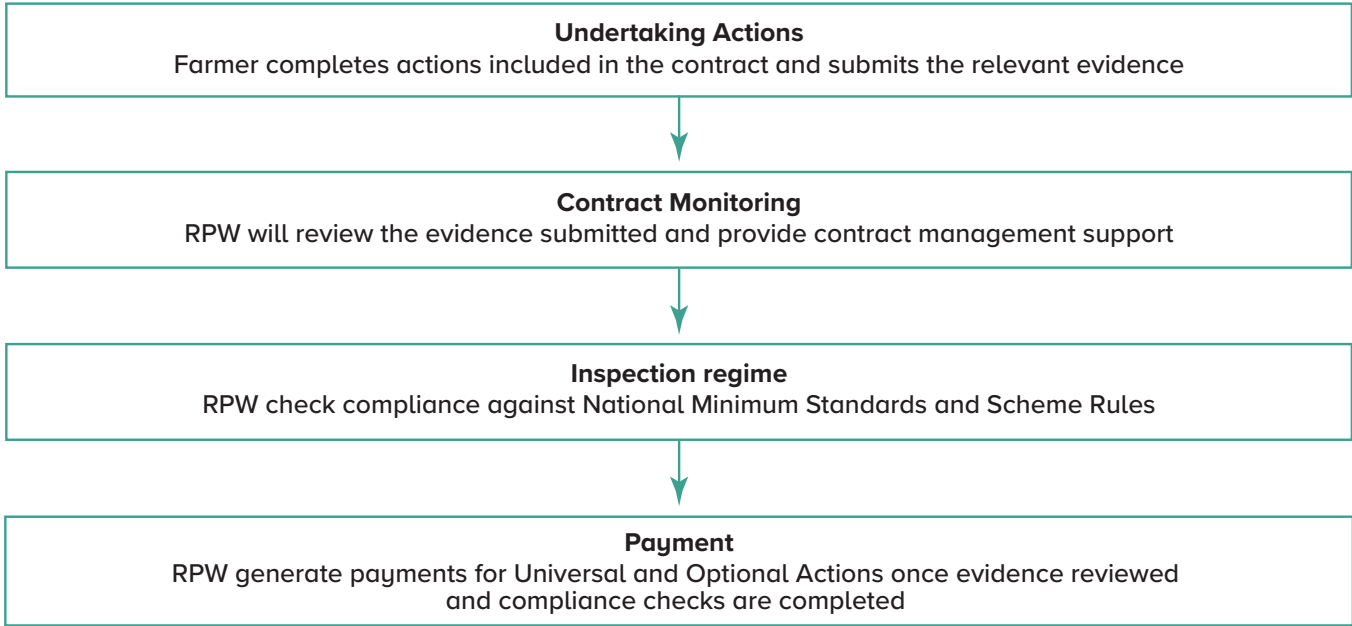 Undertaking Actions
Farmer completes actions included in the contract and submits the relevant evidence
Contract Monitoring
RPW will review the evidence submitted and provide contract management support
Inspection regime
RPW check compliance against National Minimum Standards and Scheme Rules
Payment
RPW generate payments for Universal and Optional Actions once evidence reviewed
and compliance checks are completed